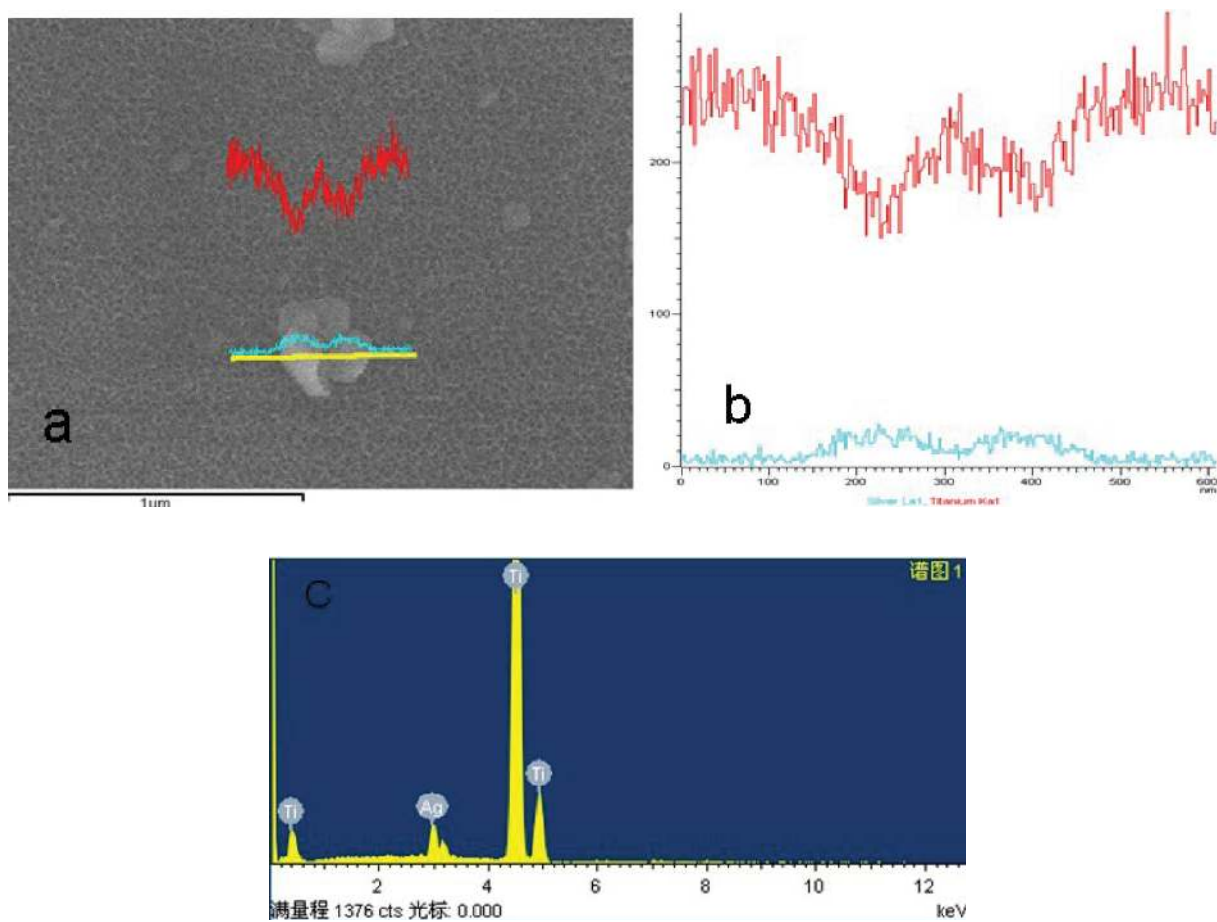 a
1um
200
100
0
b
0 100 200 300 400 500 600
nm
Silver La1, Titanium Ka1
C
谱图 1
Ti
Ti
Ag
Ti
2 4 6 8 10 12
满量程 1376 cts 光标: 0.000 keV